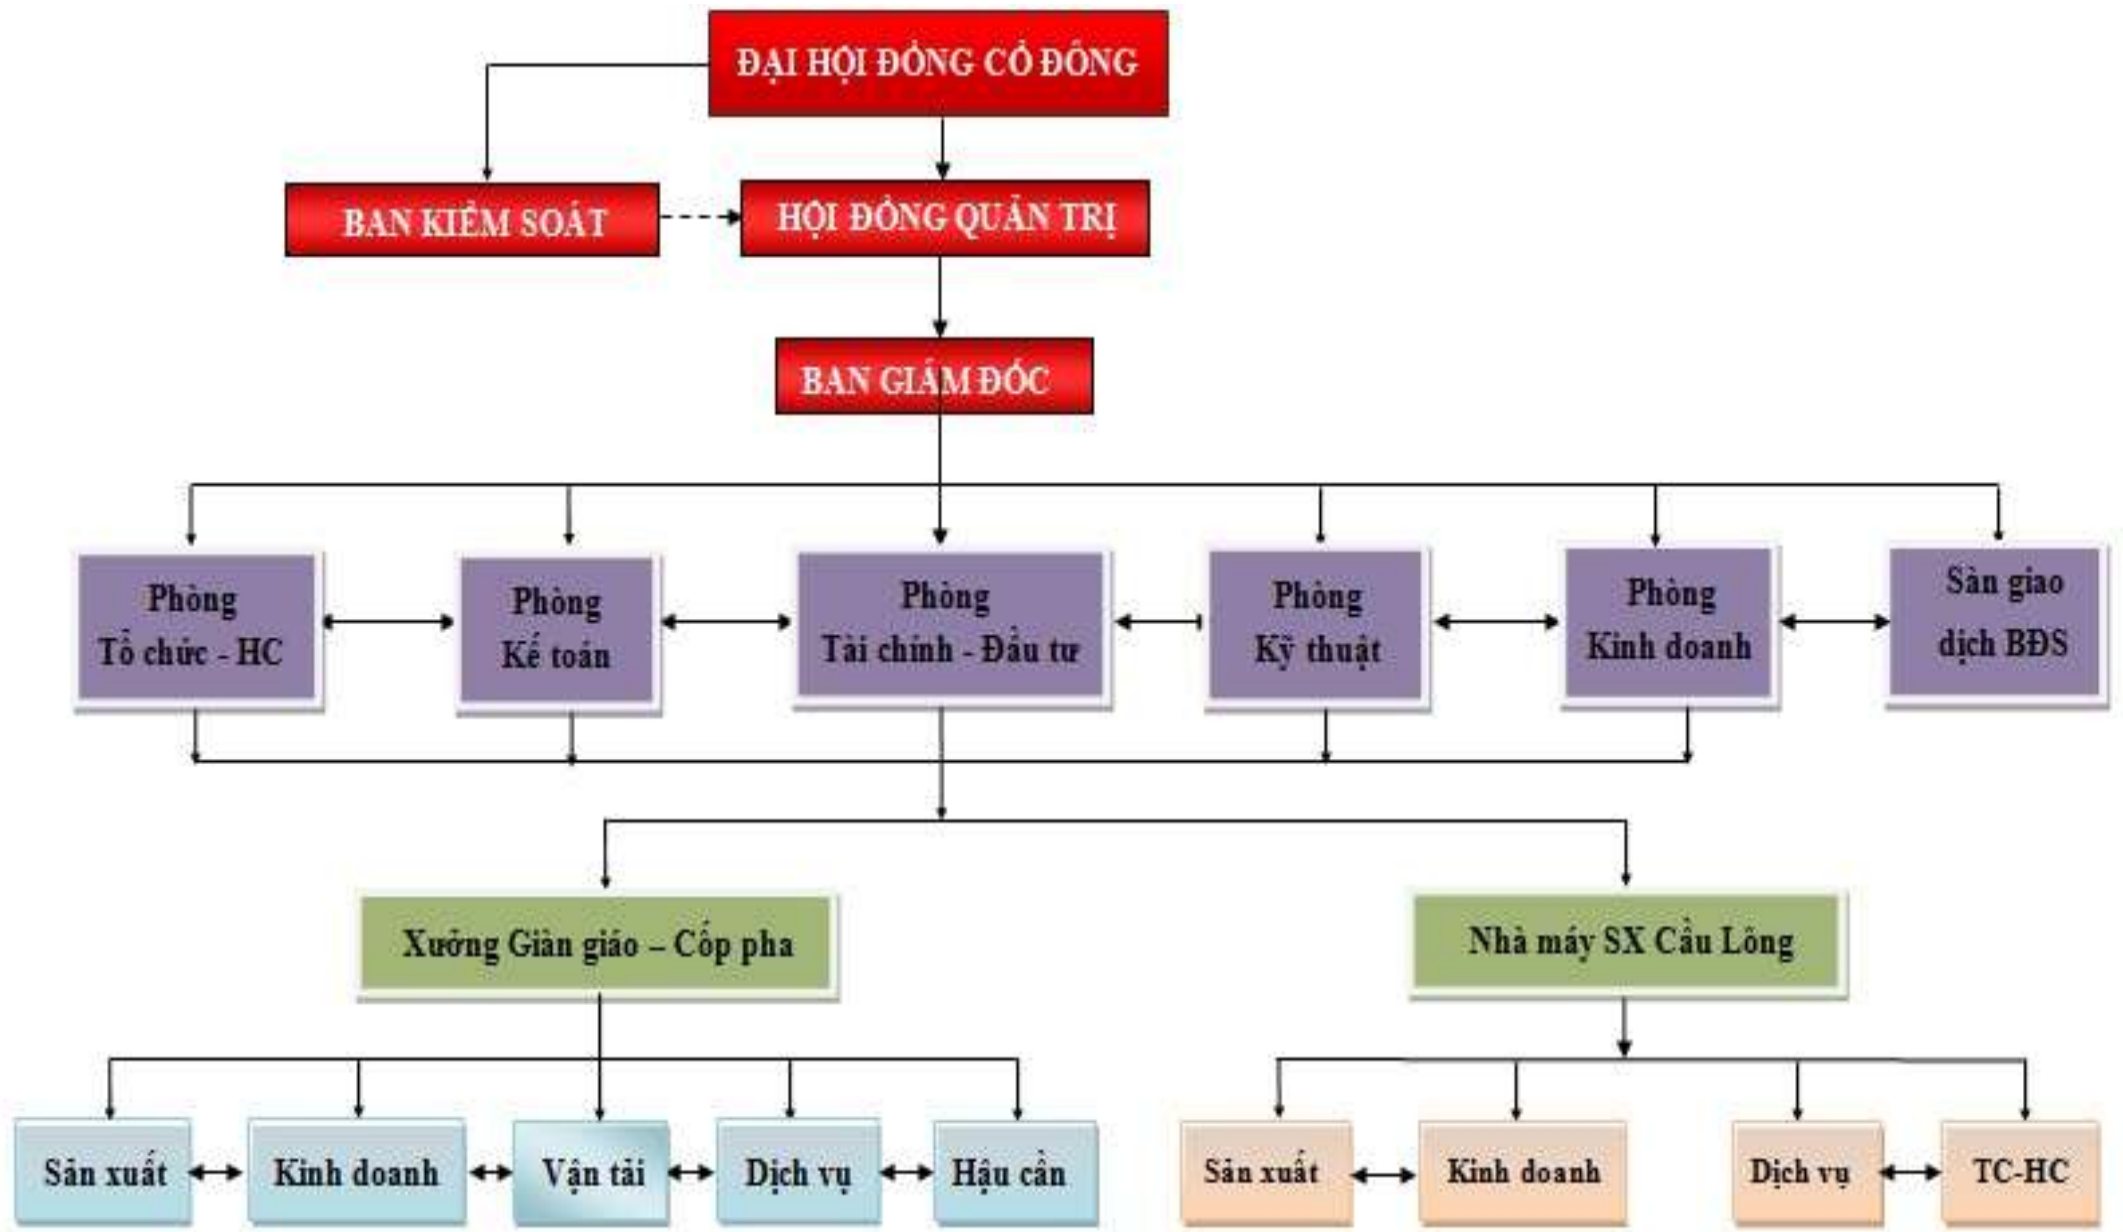 ĐẠI HỘI ĐỒNG CỔ ĐÔNG
BAN KIỂM SOÁT
HỘI ĐỒNG QUẢN TRỊ
BAN GIÁM ĐỐC
Phòng
Tổ chức - HC
Phòng
Kế toán
Phòng
Tài chính - Đầu tư
Phòng
Kỹ thuật
Phòng
Kinh doanh
Sàn giao
dịch BĐS
Xưởng Giàn giáo – Cốp pha
Nhà máy SX Cầu Lông
Sản xuất
Kinh doanh
Vận tải
Dịch vụ
Hậu cần
Sản xuất
Kinh doanh
Dịch vụ
TC-HC